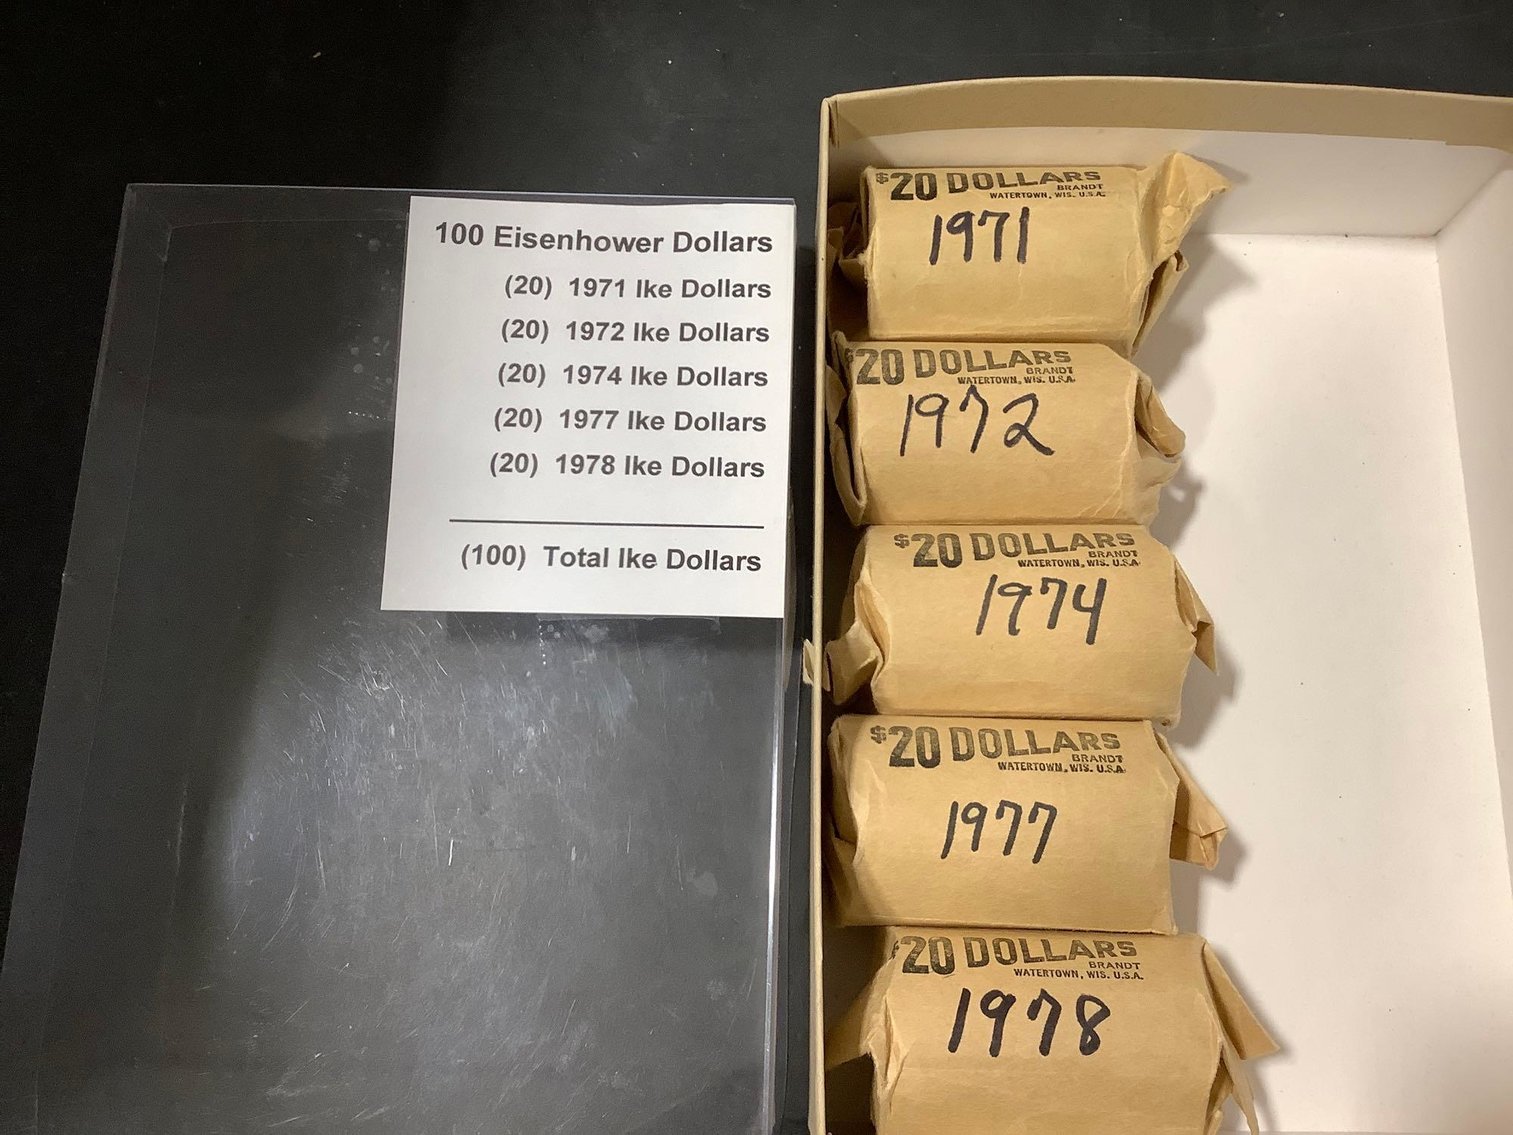 100 Eisenhower Dollars
(20) 1971 Ike Dollars
(20) 1972 Ike Dollars
(20) 1974 Ike Dollars
(20) 1977 Ike Dollars
(20) 1978 Ike Dollars
(100) Total Ike Dollars
$20 DOLLARS
BRANDT
WATERTOWN, WIS. U.S.A.
1971
$20 DOLLARS
BRANDT
WATERTOWN, WIS. U.S.A.
1972
$20 DOLLARS
BRANDT
WATERTOWN, WIS. U.S.A.
1974
$20 DOLLARS
BRANDT
WATERTOWN, WIS. U.S.A.
1977
$20 DOLLARS
BRANDT
WATERTOWN, WIS. U.S.A.
1978